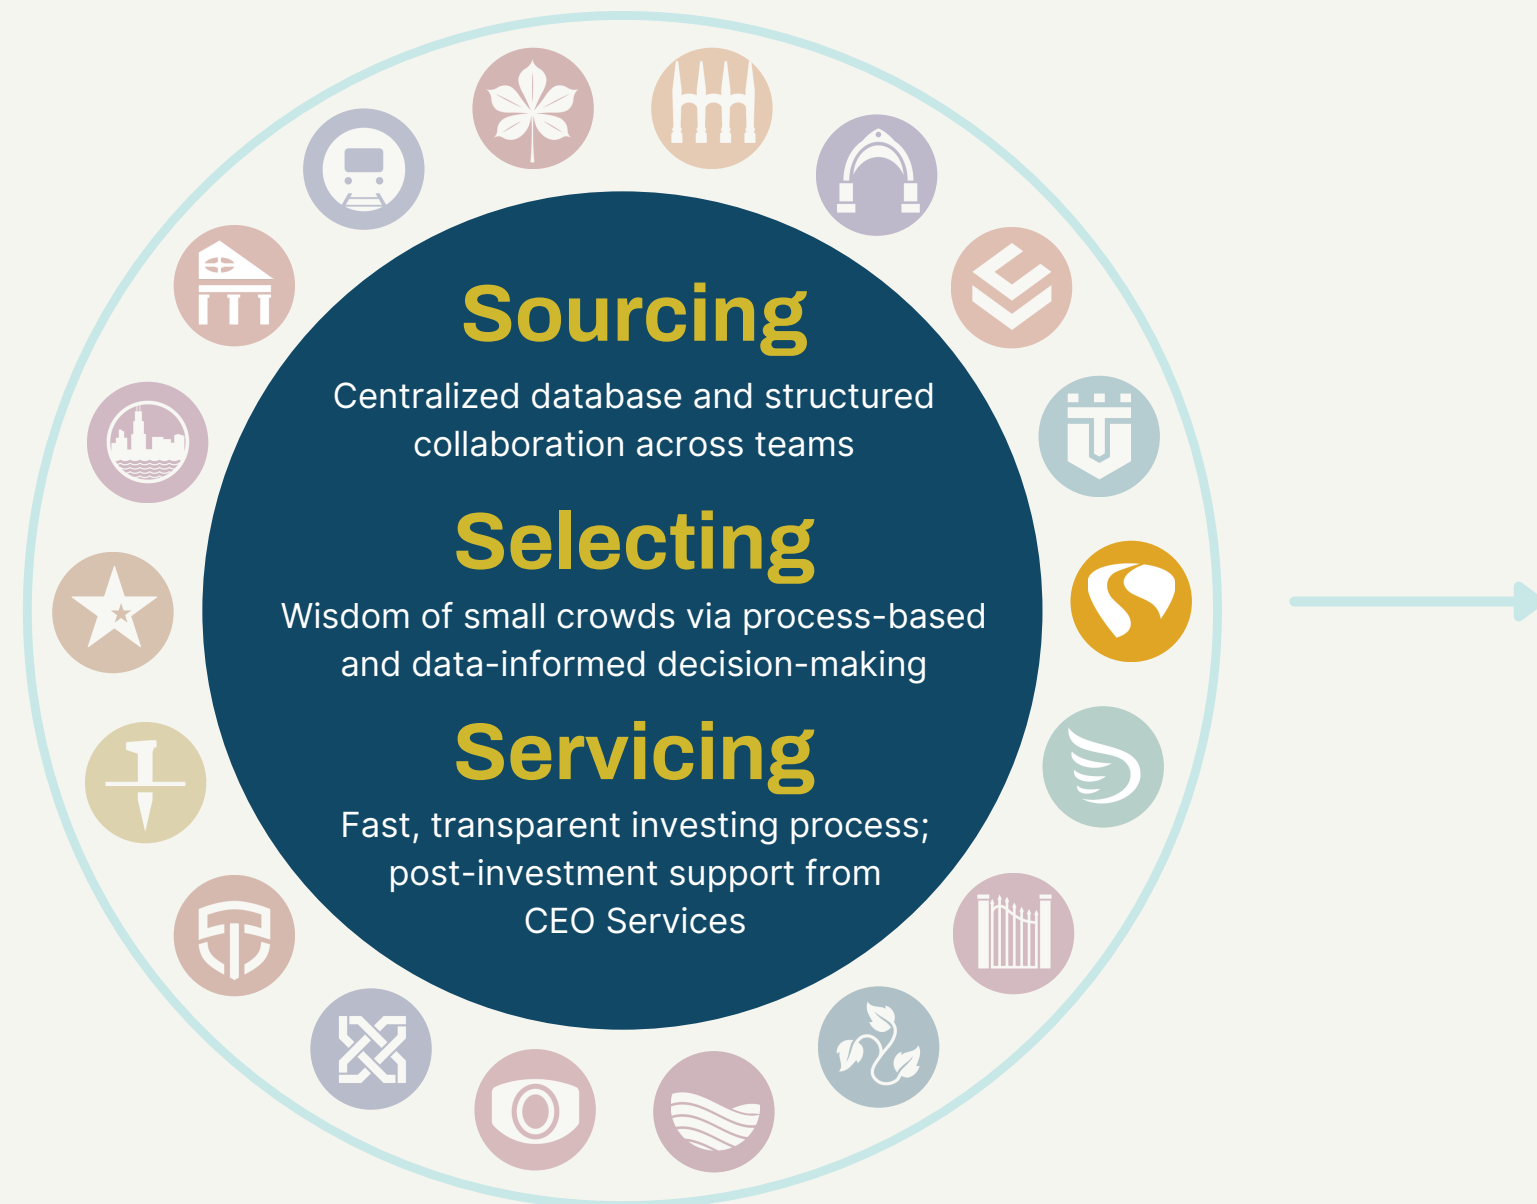 Sourcing
Centralized database and structured
collaboration across teams
Selecting
Wisdom of small crowds via process-based
and data-informed decision-making
Servicing
Fast, transparent investing process;
post-investment support from
CEO Services